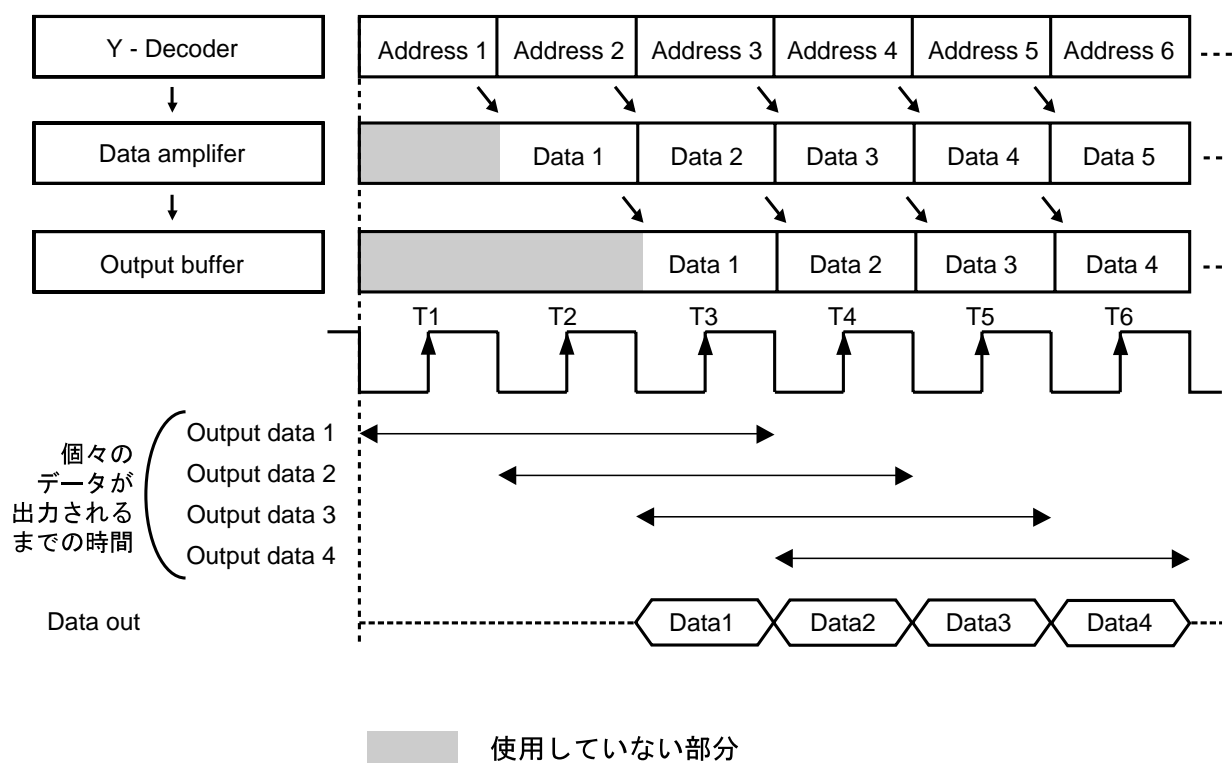 Y - Decoder
Address 1 Address 2 Address 3 Address 4 Address 5 Address 6
Data amplifer
Data 1 Data 2 Data 3 Data 4 Data 5
Output buffer
Data 1 Data 2 Data 3 Data 4
T1 T2 T3 T4 T5 T6
個々の
データが
出力される
までの時間
Output data 1
Output data 2
Output data 3
Output data 4
Data out
Data1 Data2 Data3 Data4
使用していない部分